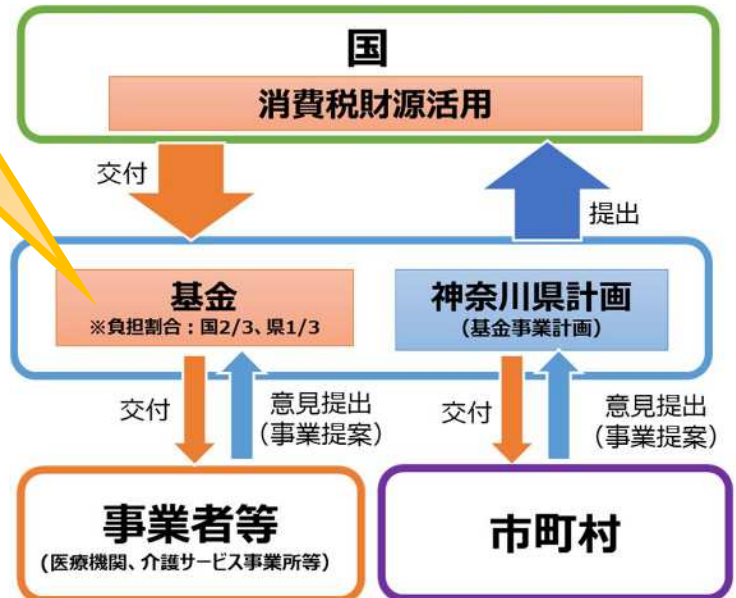 国
消費税財源活用
交付
提出
基金
※負担割合：国2/3、県1/3
神奈川県計画
(基金事業計画)
交付
意見提出
(事業提案)
交付
意見提出
(事業提案)
事業者等
(医療機関、介護サービス事業所等)
市町村